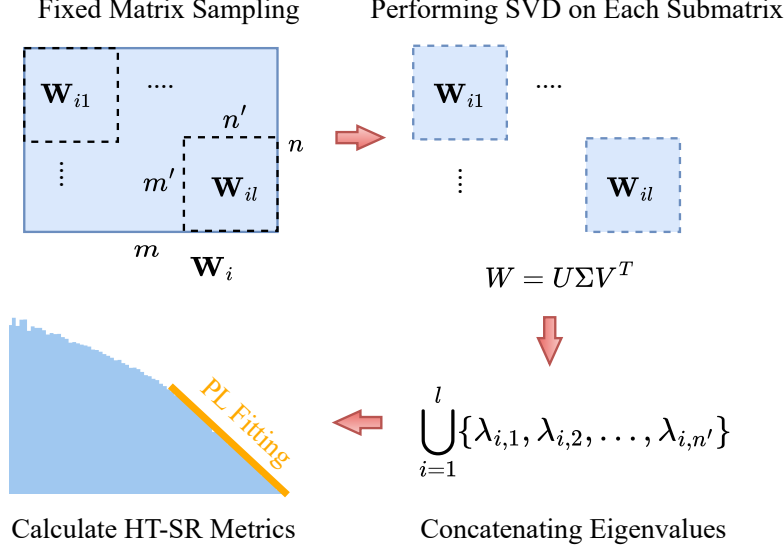 Fixed Matrix Sampling
Performing SVD on Each Submatrix
W_{i1} ....
n′
n
....
m′
W_{il}
m
W_i
W_{i1} ....
....
W_{il}
W = UΣV^T
PL Fitting
⋃_{i=1}^{l} {λ_{i,1}, λ_{i,2}, . . . , λ_{i,n′}}
Calculate HT-SR Metrics
Concatenating Eigenvalues